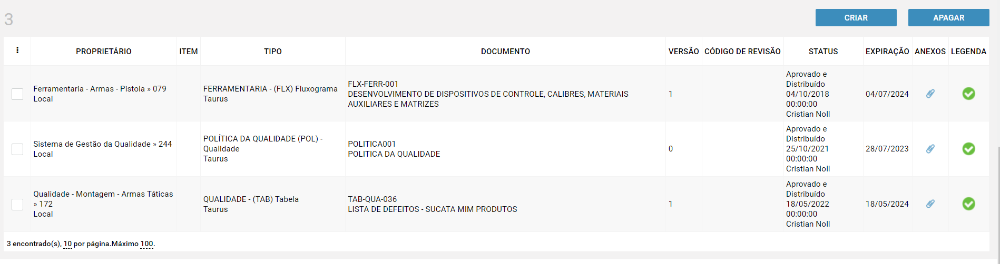 3
CRIAR
APAGAR
PROPRIETÁRIO
ITEM
TIPO
DOCUMENTO
VERSÃO
CÓDIGO DE REVISÃO
STATUS
EXPIRAÇÃO
ANEXOS
LEGENDA
Ferramentaria - Armas - Pistola » 079
Local
FERRAMENTARIA - (FLX) Fluxograma
Taurus
FLX-FERR-001
DESENVOLVIMENTO DE DISPOSITIVOS DE CONTROLE, CALIBRES, MATERIAIS
AUXILIARES E MATRIZES
1
Aprovado e
Distribuído
04/10/2018
00:00:00
Cristian Noll
04/07/2024
Sistema de Gestão da Qualidade » 244
Local
POLÍTICA DA QUALIDADE (POL) -
Qualidade
Taurus
POLITICA001
POLITICA DA QUALIDADE
0
Aprovado e
Distribuído
25/10/2021
00:00:00
Cristian Noll
28/07/2023
Qualidade - Montagem - Armas Táticas
» 172
Local
QUALIDADE - (TAB) Tabela
Taurus
TAB-QUA-036
LISTA DE DEFEITOS - SUCATA MIM PRODUTOS
1
Aprovado e
Distribuído
18/05/2022
00:00:00
Cristian Noll
18/05/2024
3 encontrado(s), 10 por página.Máximo 100.